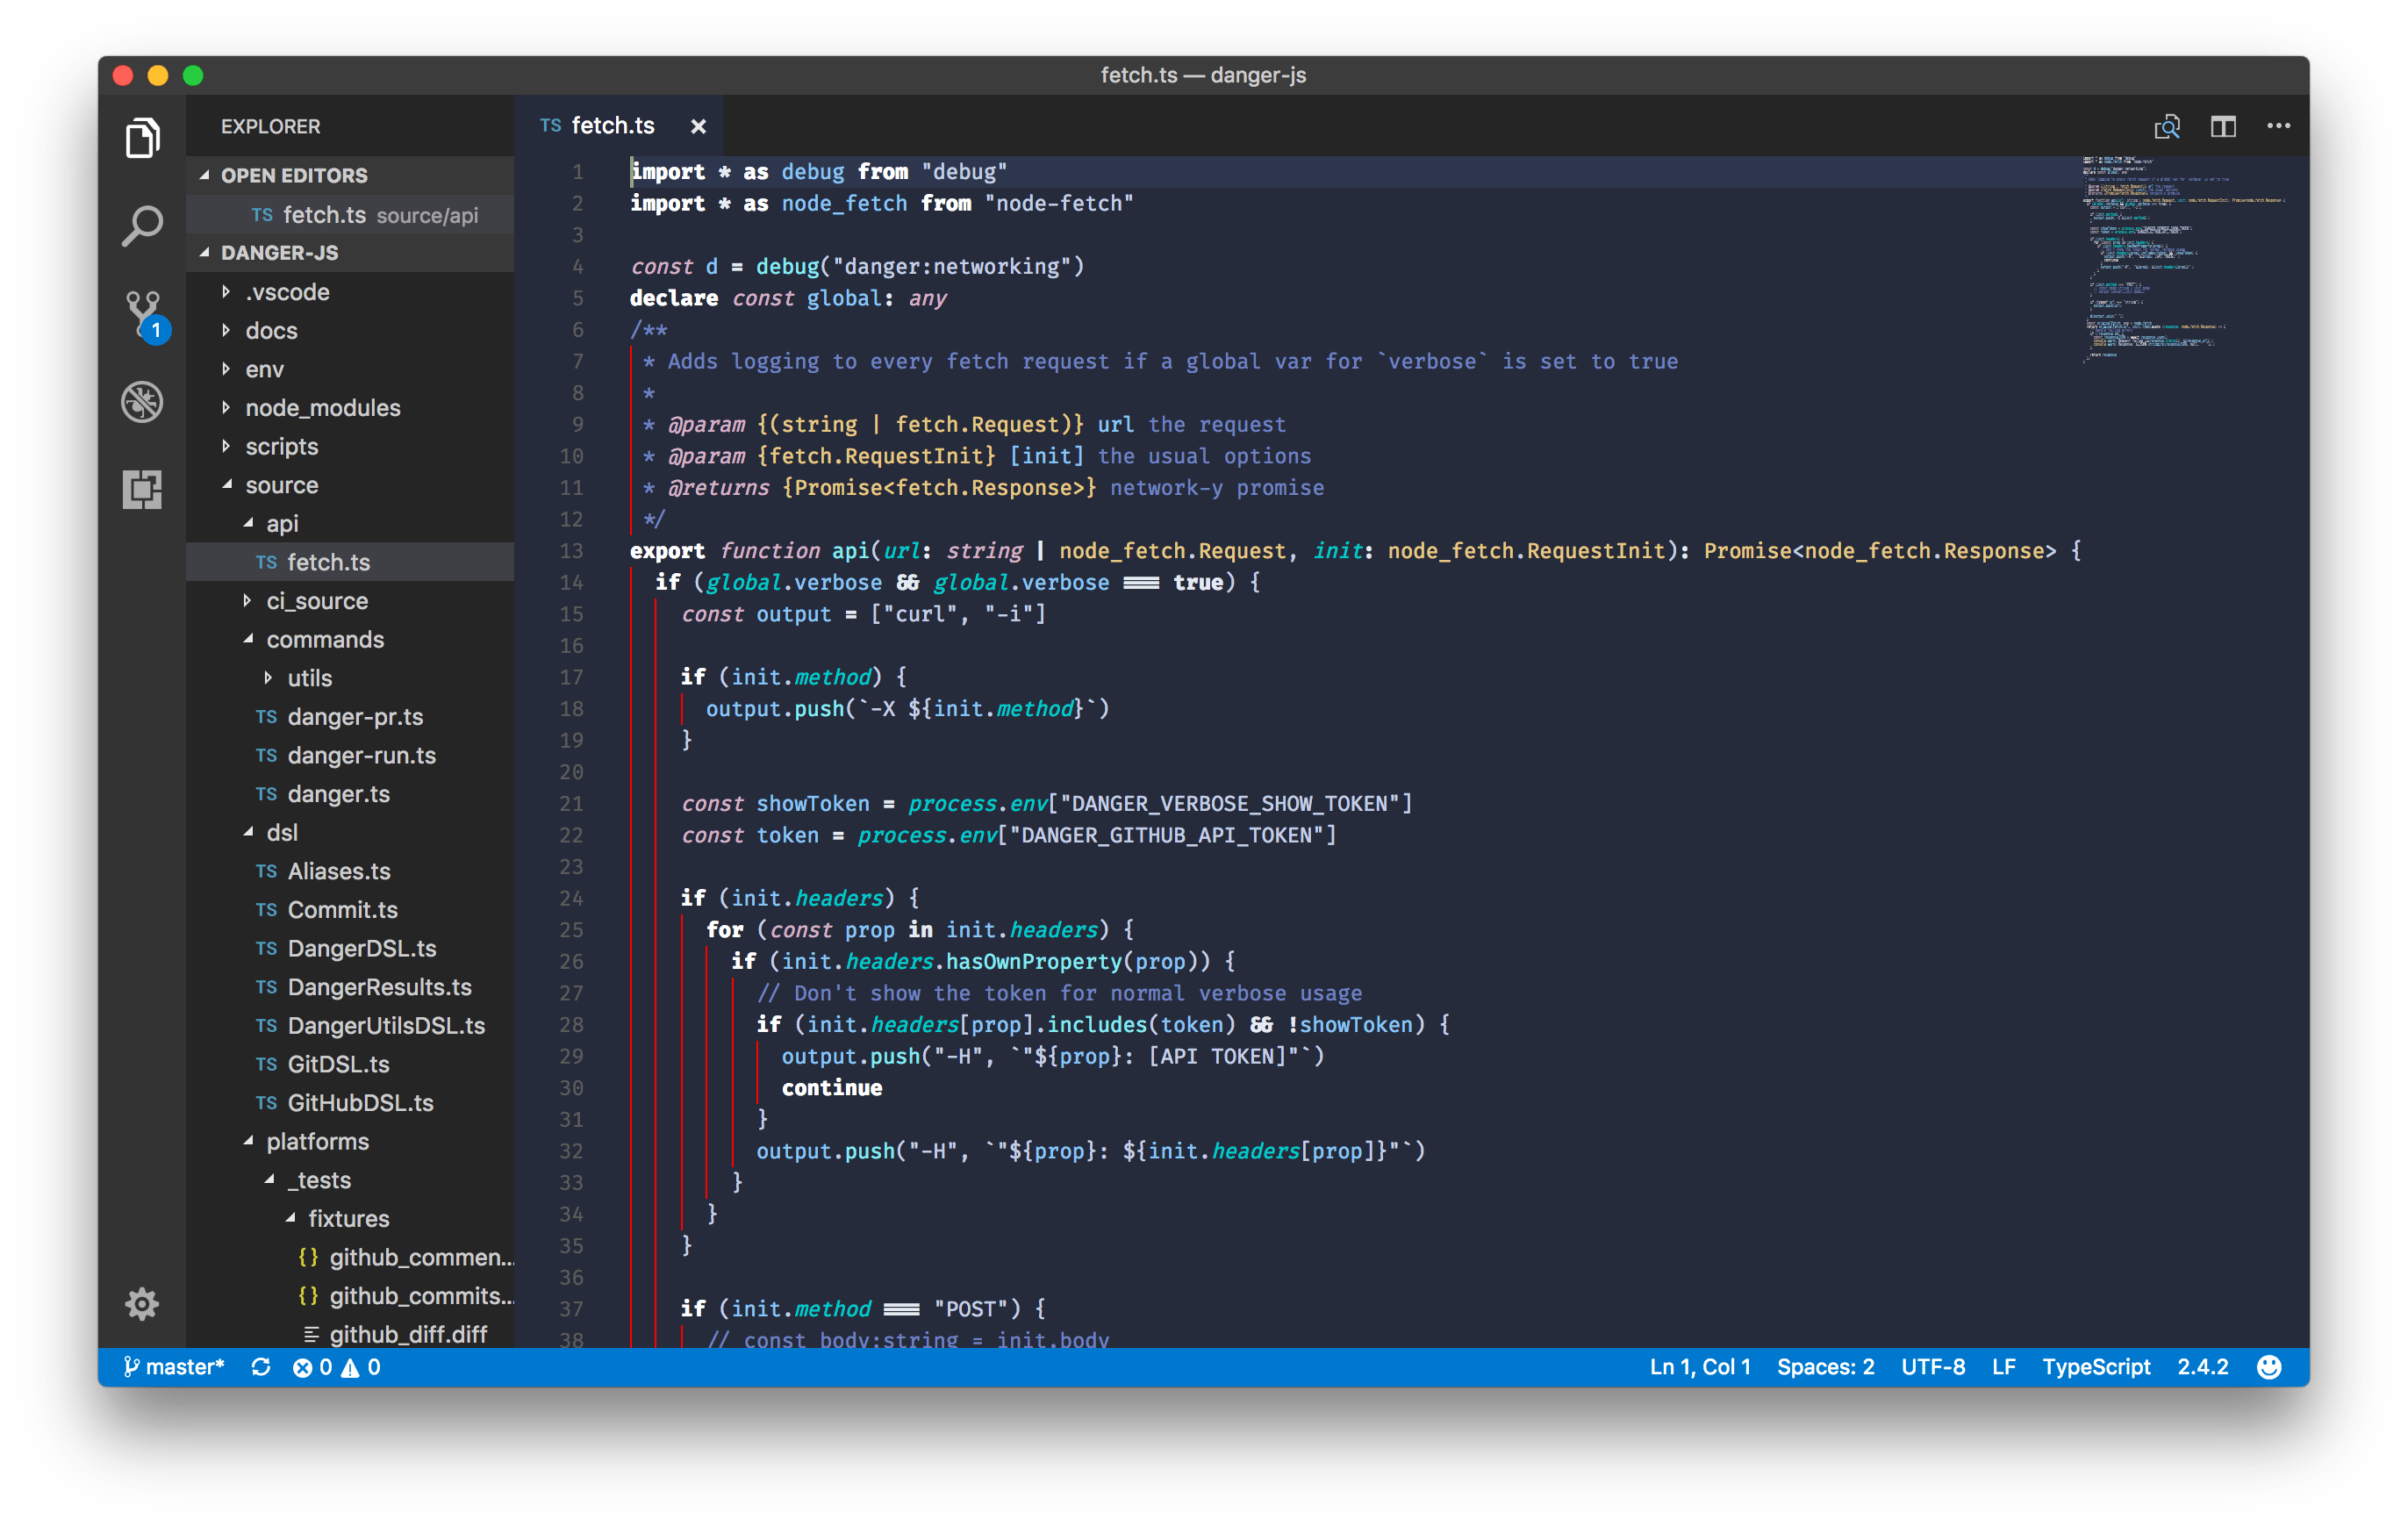 fetch.ts — danger-js
EXPLORER
OPEN EDITORS
TS fetch.ts source/api
DANGER-JS
.vscode
docs
env
node_modules
scripts
source
api
TS fetch.ts
ci_source
commands
utils
TS danger-pr.ts
TS danger-run.ts
TS danger.ts
dsl
TS Aliases.ts
TS Commit.ts
TS DangerDSL.ts
TS DangerResults.ts
TS DangerUtilsDSL.ts
TS GitDSL.ts
TS GitHubDSL.ts
platforms
_tests
fixtures
{} github_commen...
{} github_commits...
github_diff.diff
1
TS fetch.ts ×
1 import * as debug from "debug"
2 import * as node_fetch from "node-fetch"
3
4 const d = debug("danger:networking")
5 declare const global: any
6 /**
7 * Adds logging to every fetch request if a global var for `verbose` is set to true
8 *
9 * @param {(string | fetch.Request)} url the request
10 * @param {fetch.RequestInit} [init] the usual options
11 * @returns {Promise<fetch.Response>} network-y promise
12 */
13 export function api(url: string | node_fetch.Request, init: node_fetch.RequestInit): Promise<node_fetch.Response> {
14 if (global.verbose && global.verbose === true) {
15 const output = ["curl", "-i"]
16
17 if (init.method) {
18 output.push(`-X ${init.method}`)
19 }
20
21 const showToken = process.env["DANGER_VERBOSE_SHOW_TOKEN"]
22 const token = process.env["DANGER_GITHUB_API_TOKEN"]
23
24 if (init.headers) {
25 for (const prop in init.headers) {
26 if (init.headers.hasOwnProperty(prop)) {
27 // Don't show the token for normal verbose usage
28 if (init.headers[prop].includes(token) && !showToken) {
29 output.push("-H", `"${prop}: [API TOKEN]"`)
30 continue
31 }
32 output.push("-H", `"${prop}: ${init.headers[prop]}"`)
33 }
34 }
35 }
36
37 if (init.method === "POST") {
38 // const body:string = init.body
master* 0 0
Ln 1, Col 1 Spaces: 2 UTF-8 LF TypeScript 2.4.2